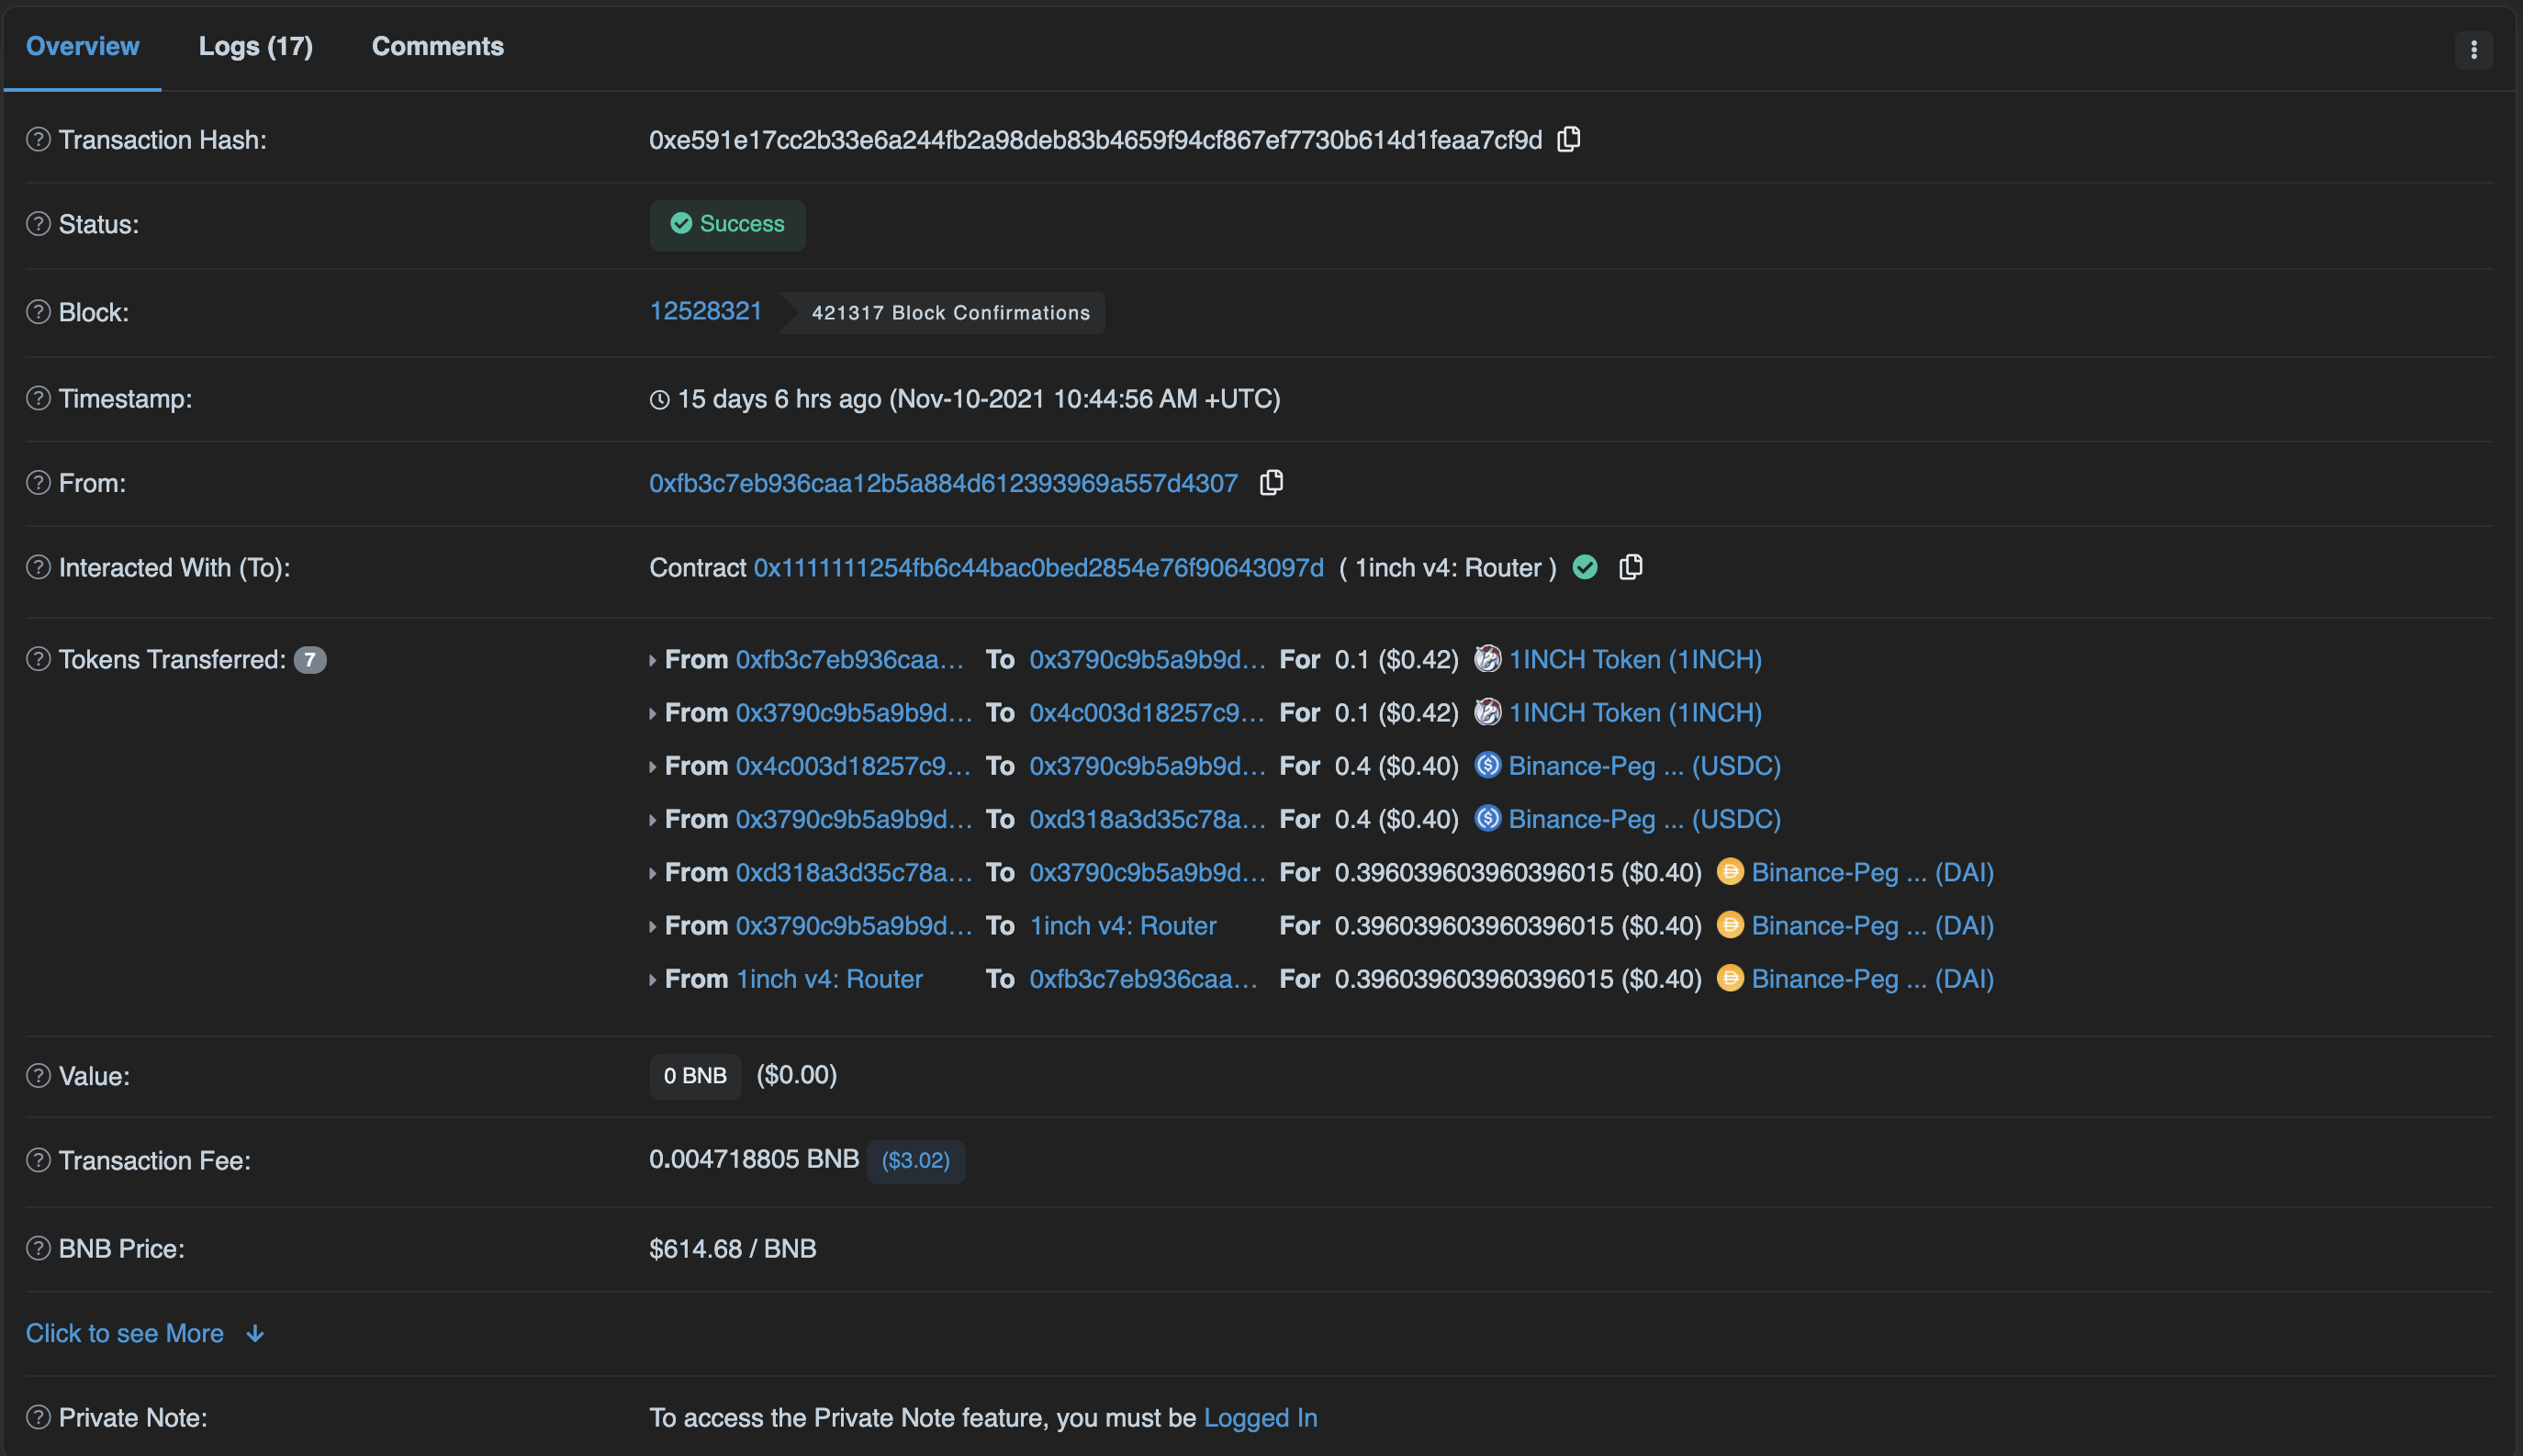 Overview Logs (17) Comments
Transaction Hash: 0xe591e17cc2b33e6a244fb2a98deb83b4659f94cf867ef7730b614d1feaa7cf9d
Status: Success
Block: 12528321 421317 Block Confirmations
Timestamp: 15 days 6 hrs ago (Nov-10-2021 10:44:56 AM +UTC)
From: 0xfb3c7eb936caa12b5a884d612393969a557d4307
Interacted With (To): Contract 0x1111111254fb6c44bac0bed2854e76f90643097d ( 1inch v4: Router )
Tokens Transferred: 7 From 0xfb3c7eb936caa… To 0x3790c9b5a9b9d… For 0.1 ($0.42) 1INCH Token (1INCH)
From 0x3790c9b5a9b9d… To 0x4c003d18257c9… For 0.1 ($0.42) 1INCH Token (1INCH)
From 0x4c003d18257c9… To 0x3790c9b5a9b9d… For 0.4 ($0.40) Binance-Peg ... (USDC)
From 0x3790c9b5a9b9d… To 0xd318a3d35c78a… For 0.4 ($0.40) Binance-Peg ... (USDC)
From 0xd318a3d35c78a… To 0x3790c9b5a9b9d… For 0.396039603960396015 ($0.40) Binance-Peg ... (DAI)
From 0x3790c9b5a9b9d… To 1inch v4: Router For 0.396039603960396015 ($0.40) Binance-Peg ... (DAI)
From 1inch v4: Router To 0xfb3c7eb936caa… For 0.396039603960396015 ($0.40) Binance-Peg ... (DAI)
Value: 0 BNB ($0.00)
Transaction Fee: 0.004718805 BNB ($3.02)
BNB Price: $614.68 / BNB
Click to see More
Private Note: To access the Private Note feature, you must be Logged In